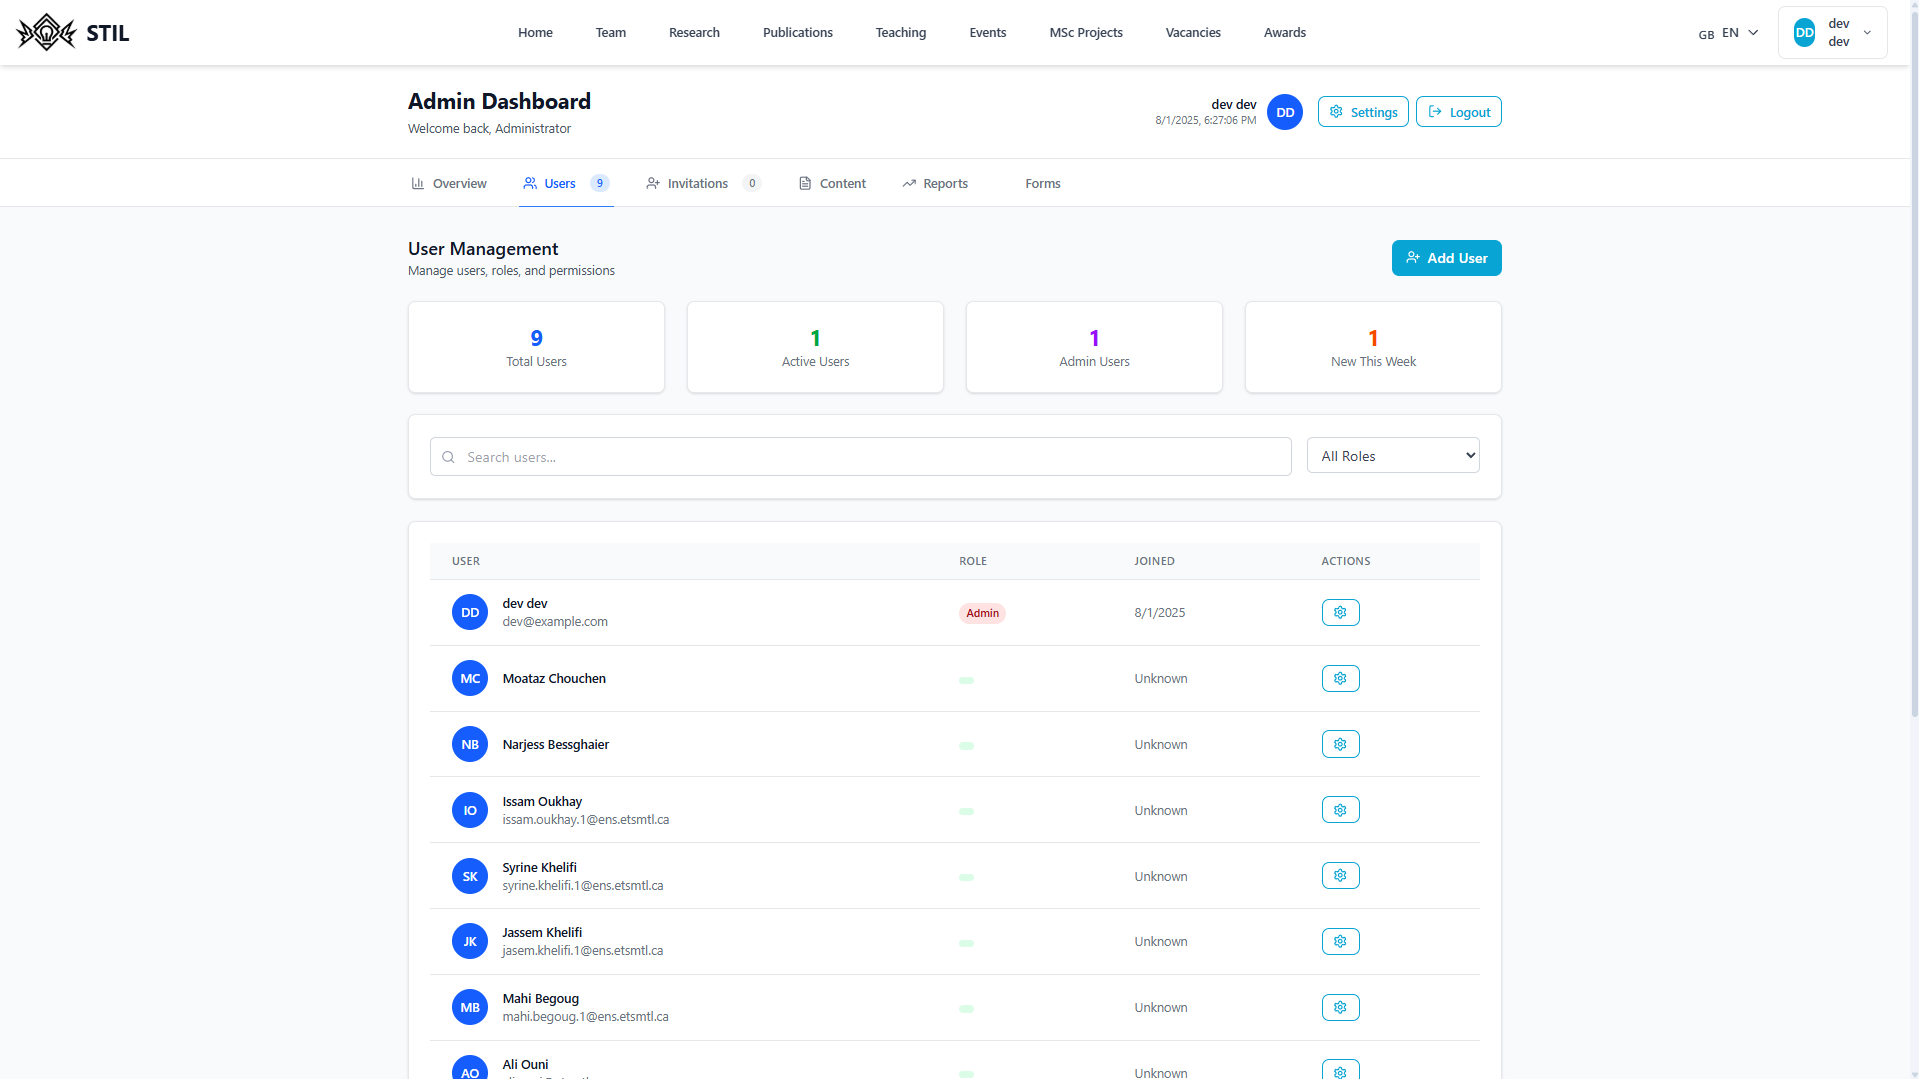 STIL
Home Team Research Publications Teaching Events MSc Projects Vacancies Awards
GB EN
DD dev dev
Admin Dashboard
Welcome back, Administrator
dev dev
8/1/2025, 6:27:06 PM
DD
Settings
Logout
Overview Users 9 Invitations 0 Content Reports Forms
User Management
Manage users, roles, and permissions
Add User
9
Total Users
1
Active Users
1
Admin Users
1
New This Week
Search users...
All Roles
USER ROLE JOINED ACTIONS
DD dev dev
dev@example.com
Admin 8/1/2025
MC Moataz Chouchen Unknown
NB Narjess Bessghaier Unknown
IO Issam Oukhay
issam.oukhay.1@ens.etsmtl.ca
Unknown
SK Syrine Khelifi
syrine.khelifi.1@ens.etsmtl.ca
Unknown
JK Jassem Khelifi
jasem.khelifi.1@ens.etsmtl.ca
Unknown
MB Mahi Begoug
mahi.begoug.1@ens.etsmtl.ca
Unknown
AO Ali Ouni
Unknown